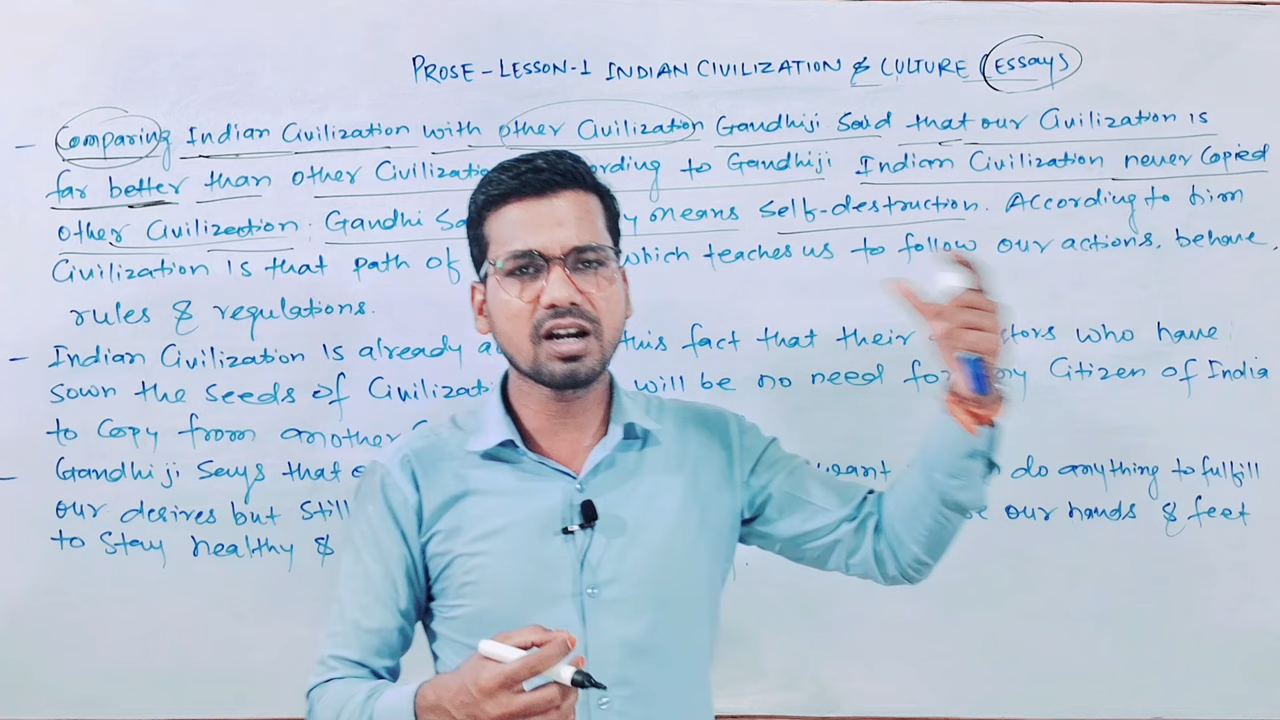 PROSE - LESSON-1 INDIAN CIVILIZATION & CULTURE (ESSAYS)
- Comparing Indian Civilization with other Civilization Gandhiji Said that our Civilization is
far better than other to Gandhiji Indian Civilization never Copied
other Civilization. Gandhi means Self-destruction. According to him
Civilization is that path of which teaches us to follow our actions, behave,
rules & regulations.
- Indian Civilization is already this fact that their who have
Sown the Seeds of will be no need for Citizen of India
to Copy from another
- Gandhiji Says that do anything to fulfill
our desires but Still our hands & feet
to Stay healthy &